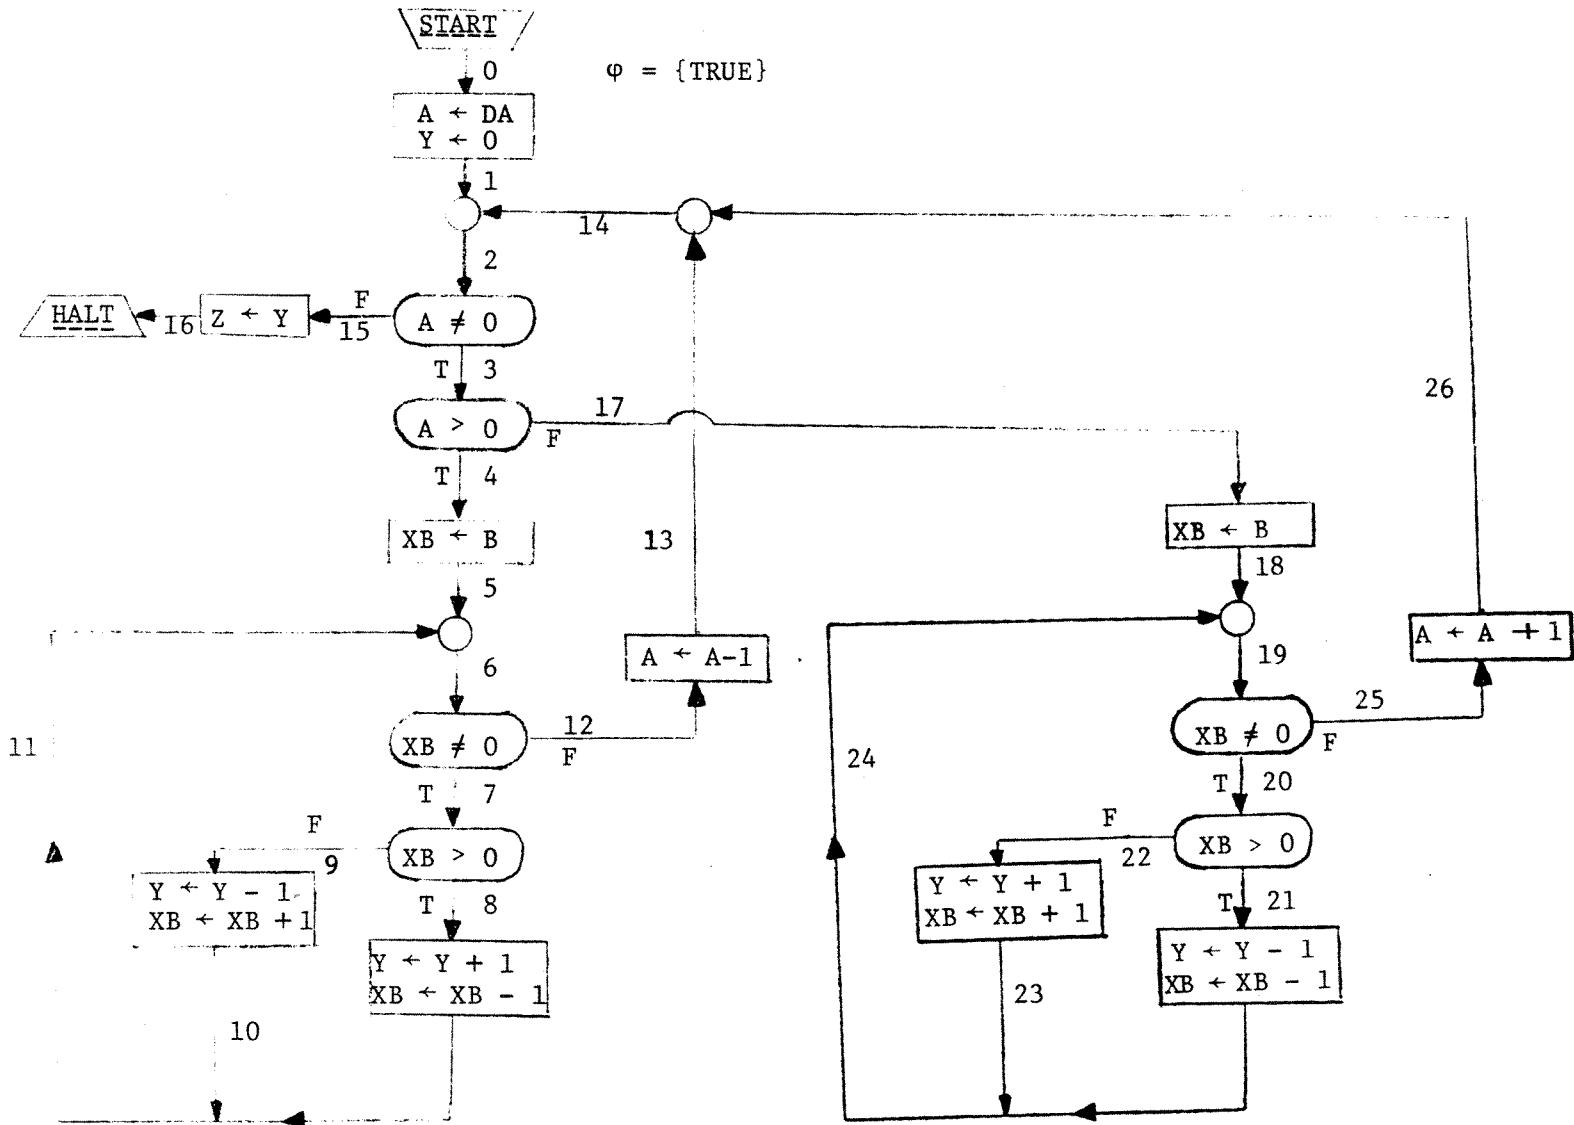 START
0
φ = {TRUE}
A ← DA
Y ← 0
1
14
2
HALT
16
Z ← Y
F
15
A ≠ 0
T 3
26
17
A > 0
F
T 4
XB ← B
13
XB ← B
5
18
A ← A-1
A ← A + 1
6
19
11
XB ≠ 0
12
F
24
XB ≠ 0
25
F
T 7
T 20
F
9
XB > 0
F
22
XB > 0
Y ← Y - 1
XB ← XB + 1
T 8
Y ← Y + 1
XB ← XB + 1
T 21
Y ← Y + 1
XB ← XB - 1
Y ← Y - 1
XB ← XB - 1
10
23